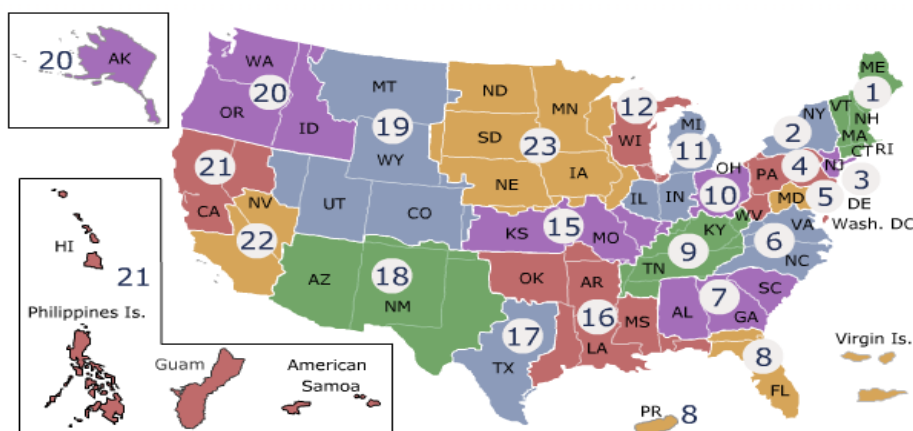 20
AK
WA
OR
20
ID
MT
19
WY
ND
MN
SD
23
NE
IA
12
WI
MI
11
ME
1
VT
NH
NY
MA
CT
RI
2
OH
PA
4
NJ
3
10
MD
5
DE
WV
Wash. DC
21
CA
NV
22
UT
CO
IL
IN
KS
15
MO
KY
9
TN
VA
6
NC
AZ
18
NM
OK
AR
16
MS
LA
AL
7
GA
SC
17
TX
8
FL
HI
21
Philippines Is.
Guam
American
Samoa
Virgin Is.
PR
8